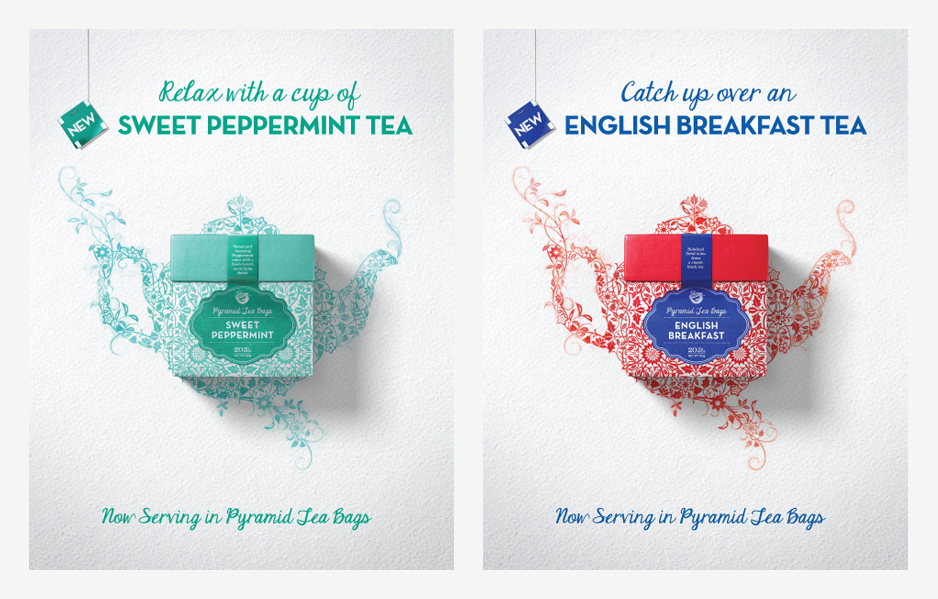 Relax with a cup of
NEW
SWEET PEPPERMINT TEA
Pyramid Tea Bags
SWEET
PEPPERMINT
20
Now Serving in Pyramid Tea Bags
Catch up over an
NEW
ENGLISH BREAKFAST TEA
Pyramid Tea Bags
ENGLISH
BREAKFAST
20
Now Serving in Pyramid Tea Bags